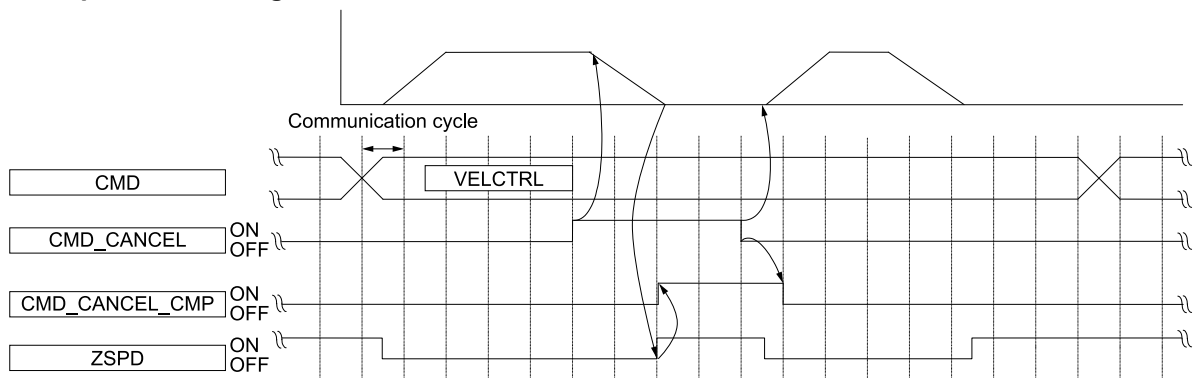 Communication cycle
CMD
VELCTRL
CMD_CANCEL
ON
OFF
CMD_CANCEL_CMP
ON
OFF
ZSPD
ON
OFF